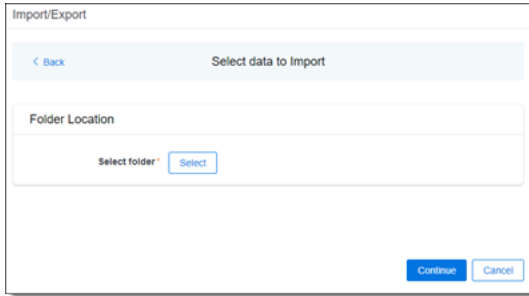 Import/Export
< Back
Select data to Import
Folder Location
Select folder* Select
Continue Cancel